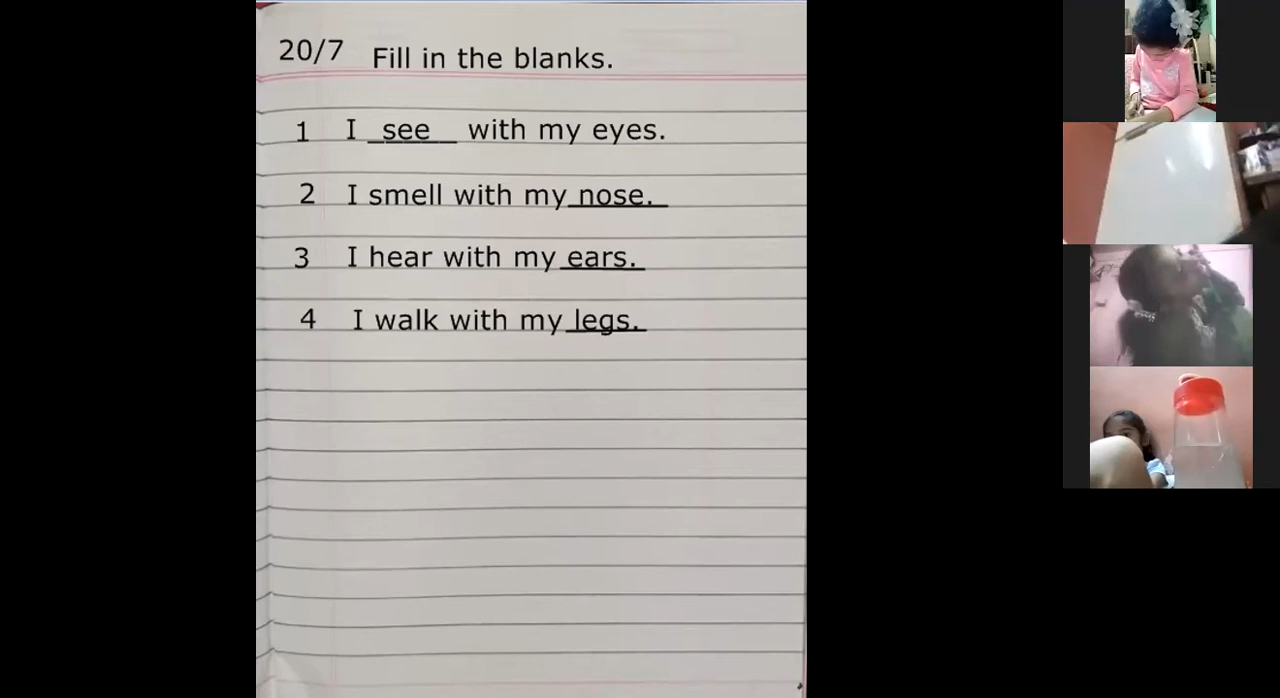 20/7 Fill in the blanks.
1 I see with my eyes.
2 I smell with my nose.
3 I hear with my ears.
4 I walk with my legs.